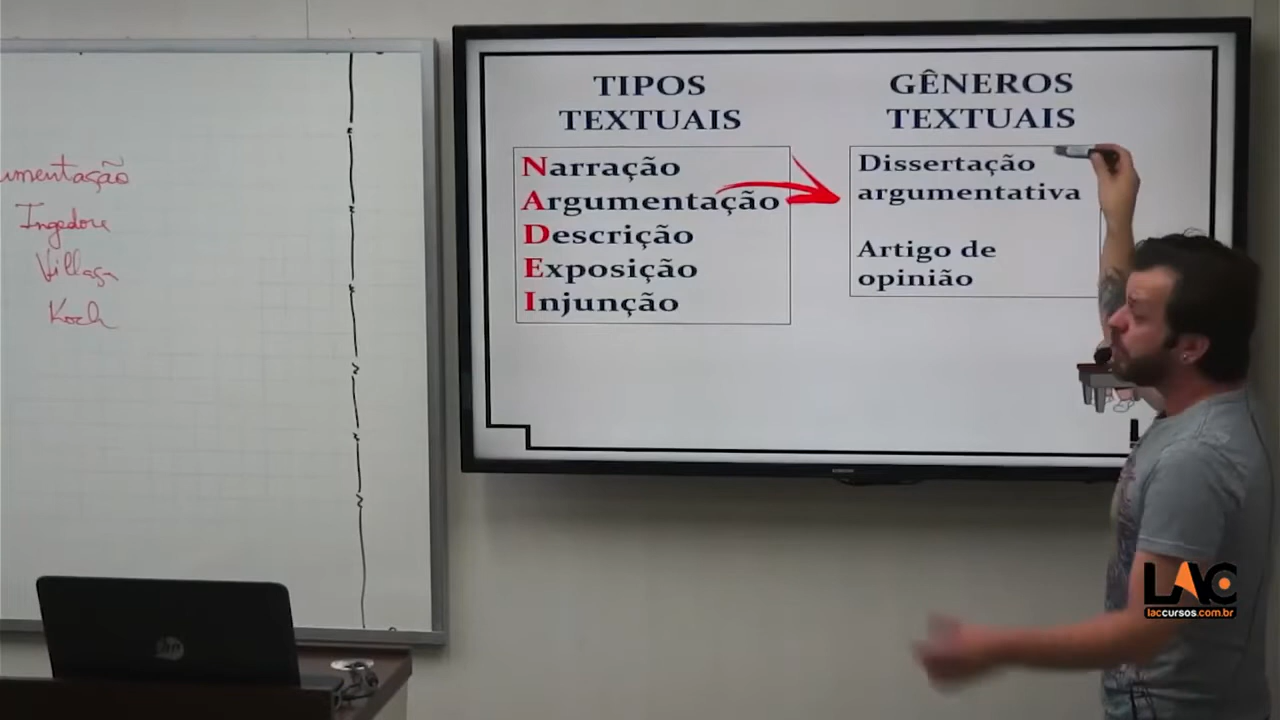 Ingedore
Villaça
Koch
TIPOS
TEXTUAIS
Narração
Argumentação
Descrição
Exposição
Injunção
GÊNEROS
TEXTUAIS
Dissertação
argumentativa
Artigo de
opinião
hp
LAC
laccursos.com.br